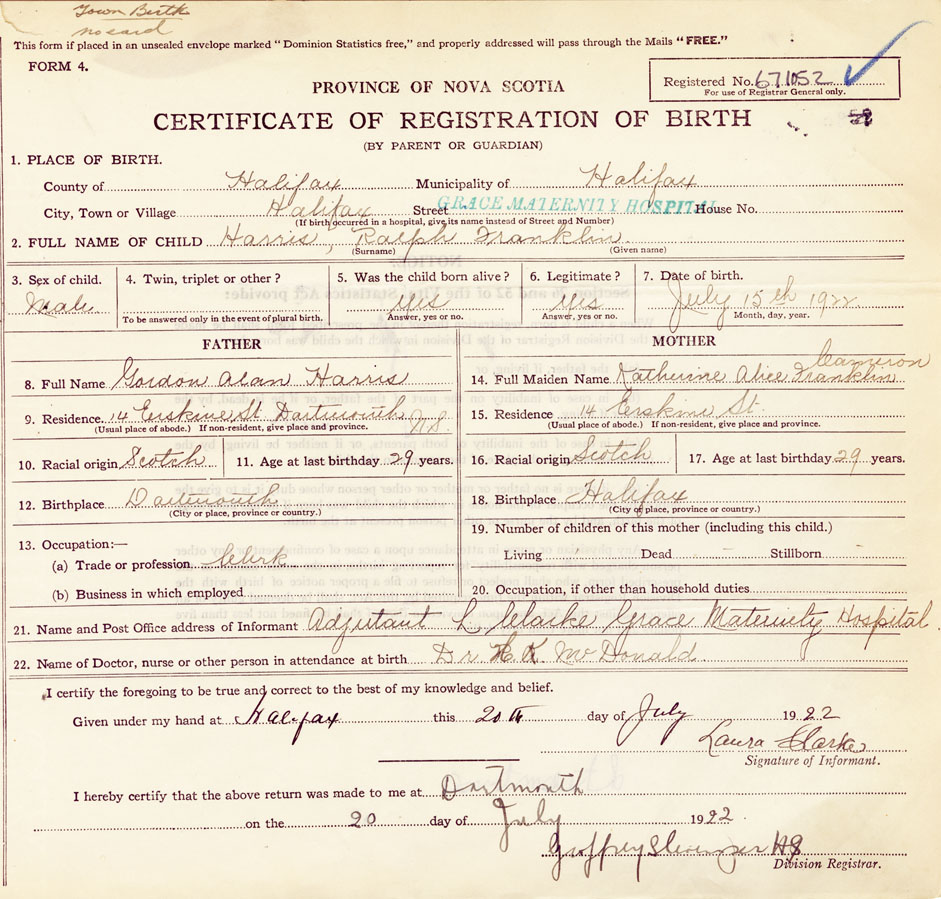 Town Birth
no card
This form if placed in an unsealed envelope marked "Dominion Statistics free," and properly addressed will pass through the Mails "FREE."
FORM 4.
Registered No. 671052
For use of Registrar General only.
PROVINCE OF NOVA SCOTIA
CERTIFICATE OF REGISTRATION OF BIRTH
(BY PARENT OR GUARDIAN)
1. PLACE OF BIRTH.
County of Halifax Municipality of Halifax
City, Town or Village Halifax Street GRACE MATERNITY HOSPITAL House No.
(If birth occurred in a hospital, give its name instead of Street and Number)
2. FULL NAME OF CHILD Harris, Ralph Franklin
(Surname) (Given name)
3. Sex of child. 4. Twin, triplet or other? 5. Was the child born alive? 6. Legitimate? 7. Date of birth.
Male yes yes July 15th 1922
To be answered only in the event of plural birth. Answer, yes or no. Answer, yes or no. Month, day, year.
FATHER MOTHER
8. Full Name Gordon Alan Harris
Cameron
14. Full Maiden Name Katherine Alice Franklin
9. Residence 14 Erskine St. Dartmouth N.S.
(Usual place of abode.) If non-resident, give place and province.
15. Residence 14 Erskine St.
(Usual place of abode.) If non-resident, give place and province.
10. Racial origin Scotch 11. Age at last birthday 29 years.
16. Racial origin Scotch 17. Age at last birthday 29 years.
12. Birthplace Dartmouth
(City or place, province or country.)
18. Birthplace Halifax
(City or place, province or country.)
13. Occupation:—
(a) Trade or profession Clerk
(b) Business in which employed
19. Number of children of this mother (including this child.)
Living Dead – Stillborn
20. Occupation, if other than household duties
21. Name and Post Office address of Informant Adjutant L Clarke Grace Maternity Hospital
22. Name of Doctor, nurse or other person in attendance at birth Dr H. K. McDonald
I certify the foregoing to be true and correct to the best of my knowledge and belief.
Given under my hand at Halifax this 20th day of July 1922
Laura Clarke
Signature of Informant.
I hereby certify that the above return was made to me at Dartmouth
on the 20 day of July 1922
Geoffrey
Division Registrar.